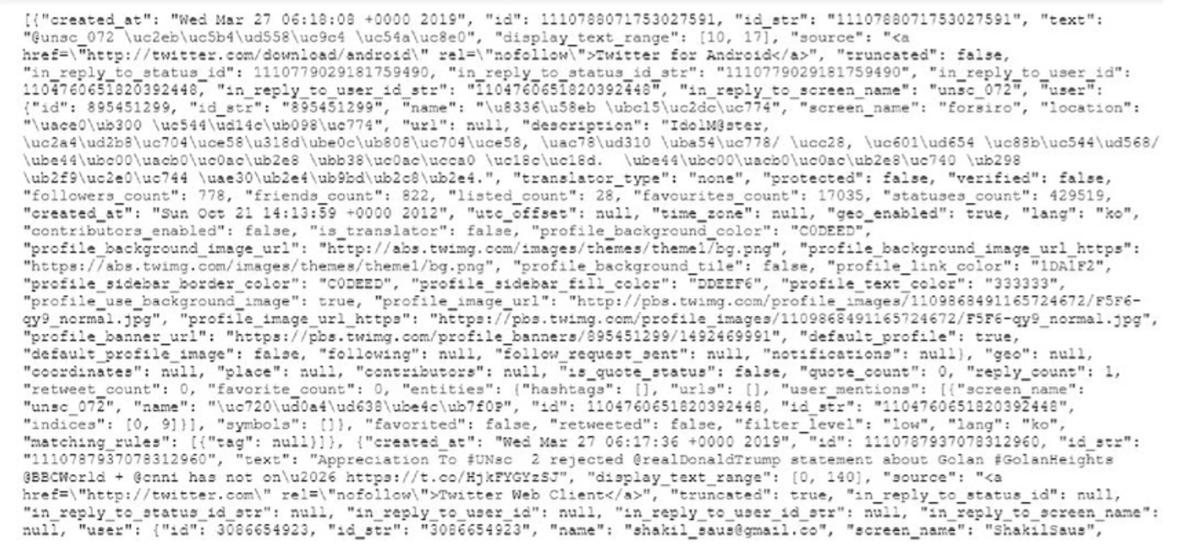 [{"created_at": "Wed Mar 27 06:18:08 +0000 2019", "id": 1110788071753027591, "id_str": "1110788071753027591", "text":
"@unsc_072 \uc2eb\uc5b4\ud558\uc9c4 \uc54a\uc8e0", "display_text_range": [10, 17], "source": "<a
href=\"http://twitter.com/download/android\" rel=\"nofollow\">Twitter for Android</a>", "truncated": false,
"in_reply_to_status_id": 1110779029181759490, "in_reply_to_status_id_str": "1110779029181759490", "in_reply_to_user_id":
1104760651820392448, "in_reply_to_user_id_str": "1104760651820392448", "in_reply_to_screen_name": "unsc_072", "user":
{"id": 895451299, "id_str": "895451299", "name": "\u8336\u58eb \ubc15\uc2dc\uc774", "screen_name": "forsiro", "location":
"\uace0\ub300 \uc544\ud14c\ub098\uc774", "url": null, "description": "IdolM@ster,
\uc2a4\ud2b8\uc704\uce58\u318d\ube0c\ub808\uc704\uce58, \uac78\ud310 \uba54\uc778/ \ucc28, \uc601\ud654 \uc88b\uc544\ud568/
\ube44\ubc00\uacb0\uc0ac\ub2e8 \ubb38\uc0ac\ucca0 \uc18c\uc18d.  \ube44\ubc00\uacb0\uc0ac\ub2e8\uc740 \ub298
\ub2f9\uc2e0\uc744 \uae30\ub2e4\ub9bd\ub2c8\ub2e4.", "translator_type": "none", "protected": false, "verified": false,
"followers_count": 778, "friends_count": 822, "listed_count": 28, "favourites_count": 17035, "statuses_count": 429519,
"created_at": "Sun Oct 21 14:13:59 +0000 2012", "utc_offset": null, "time_zone": null, "geo_enabled": true, "lang": "ko",
"contributors_enabled": false, "is_translator": false, "profile_background_color": "C0DEED",
"profile_background_image_url": "http://abs.twimg.com/images/themes/theme1/bg.png", "profile_background_image_url_https":
"https://abs.twimg.com/images/themes/theme1/bg.png", "profile_background_tile": false, "profile_link_color": "1DA1F2",
"profile_sidebar_border_color": "C0DEED", "profile_sidebar_fill_color": "DDEEF6", "profile_text_color": "333333",
"profile_use_background_image": true, "profile_image_url": "http://pbs.twimg.com/profile_images/1109868491165724672/F5F6-
qy9_normal.jpg", "profile_image_url_https": "https://pbs.twimg.com/profile_images/1109868491165724672/F5F6-qy9_normal.jpg",
"profile_banner_url": "https://pbs.twimg.com/profile_banners/895451299/1492469991", "default_profile": true,
"default_profile_image": false, "following": null, "follow_request_sent": null, "notifications": null}, "geo": null,
"coordinates": null, "place": null, "contributors": null, "is_quote_status": false, "quote_count": 0, "reply_count": 1,
"retweet_count": 0, "favorite_count": 0, "entities": {"hashtags": [], "urls": [], "user_mentions": [{"screen_name":
"unsc_072", "name": "\uc720\ud0a4\ud638\ube4c\ub7f0P", "id": 1104760651820392448, "id_str": "1104760651820392448",
"indices": [0, 9]}], "symbols": []}, "favorited": false, "retweeted": false, "filter_level": "low", "lang": "ko",
"matching_rules": [{"tag": null}]}, {"created_at": "Wed Mar 27 06:17:36 +0000 2019", "id": 1110787937078312960, "id_str":
"1110787937078312960", "text": "Appreciation To #UNsc  2 rejected @realDonaldTrump statement about Golan #GolanHeights
@BBCWorld + @cnni has not on\u2026 https://t.co/HjkFYGYzSJ", "display_text_range": [0, 140], "source": "<a
href=\"http://twitter.com\" rel=\"nofollow\">Twitter Web Client</a>", "truncated": true, "in_reply_to_status_id": null,
"in_reply_to_status_id_str": null, "in_reply_to_user_id": null, "in_reply_to_user_id_str": null, "in_reply_to_screen_name":
null, "user": {"id": 3086654923, "id_str": "3086654923", "name": "shakil_saus@gmail.co", "screen_name": "ShakilSaus",